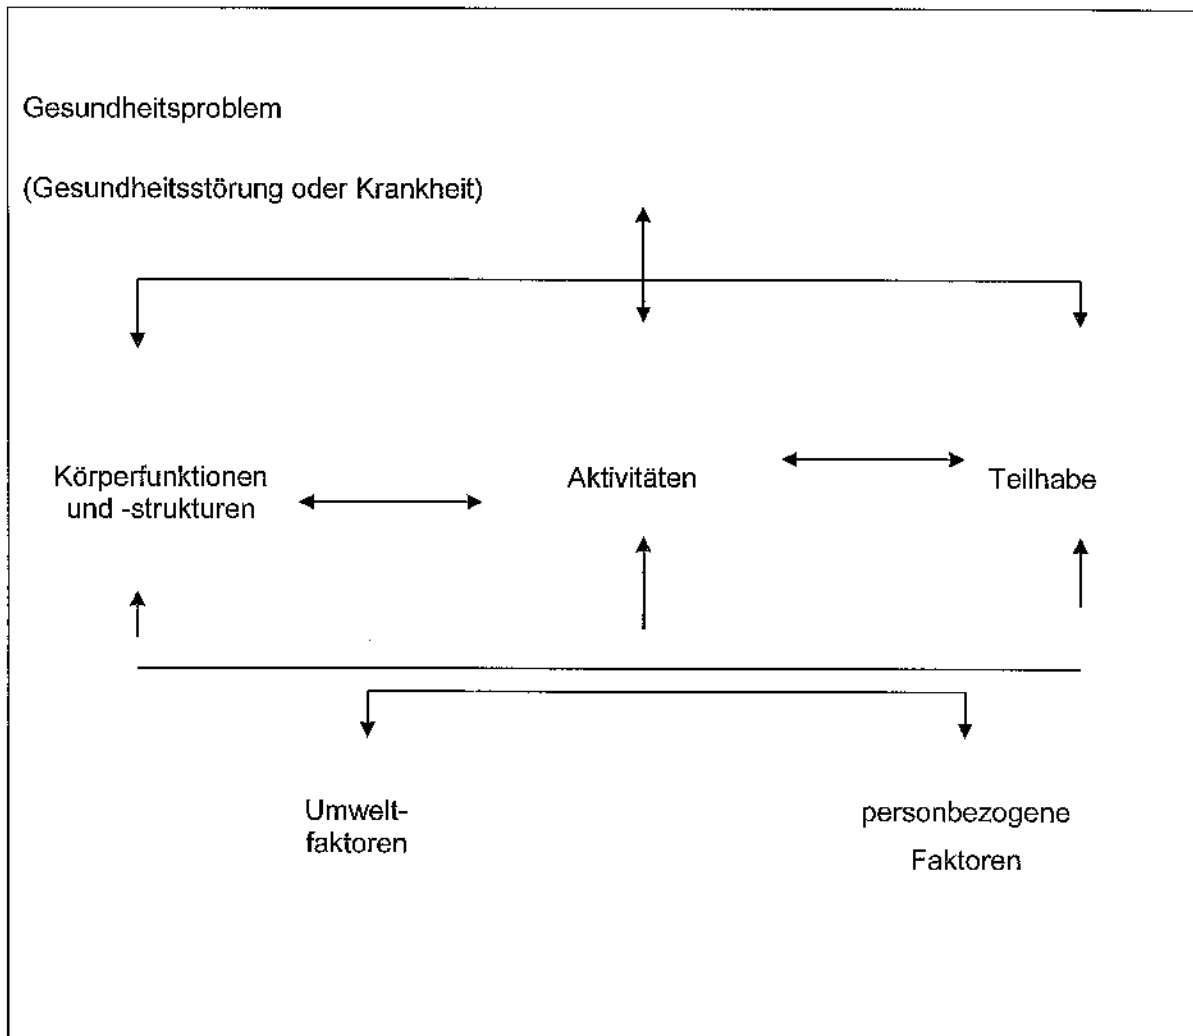 Gesundheitsproblem
(Gesundheitsstörung oder Krankheit)
Körperfunktionen
und -strukturen
Aktivitäten
Teilhabe
Umwelt-
faktoren
personbezogene
Faktoren